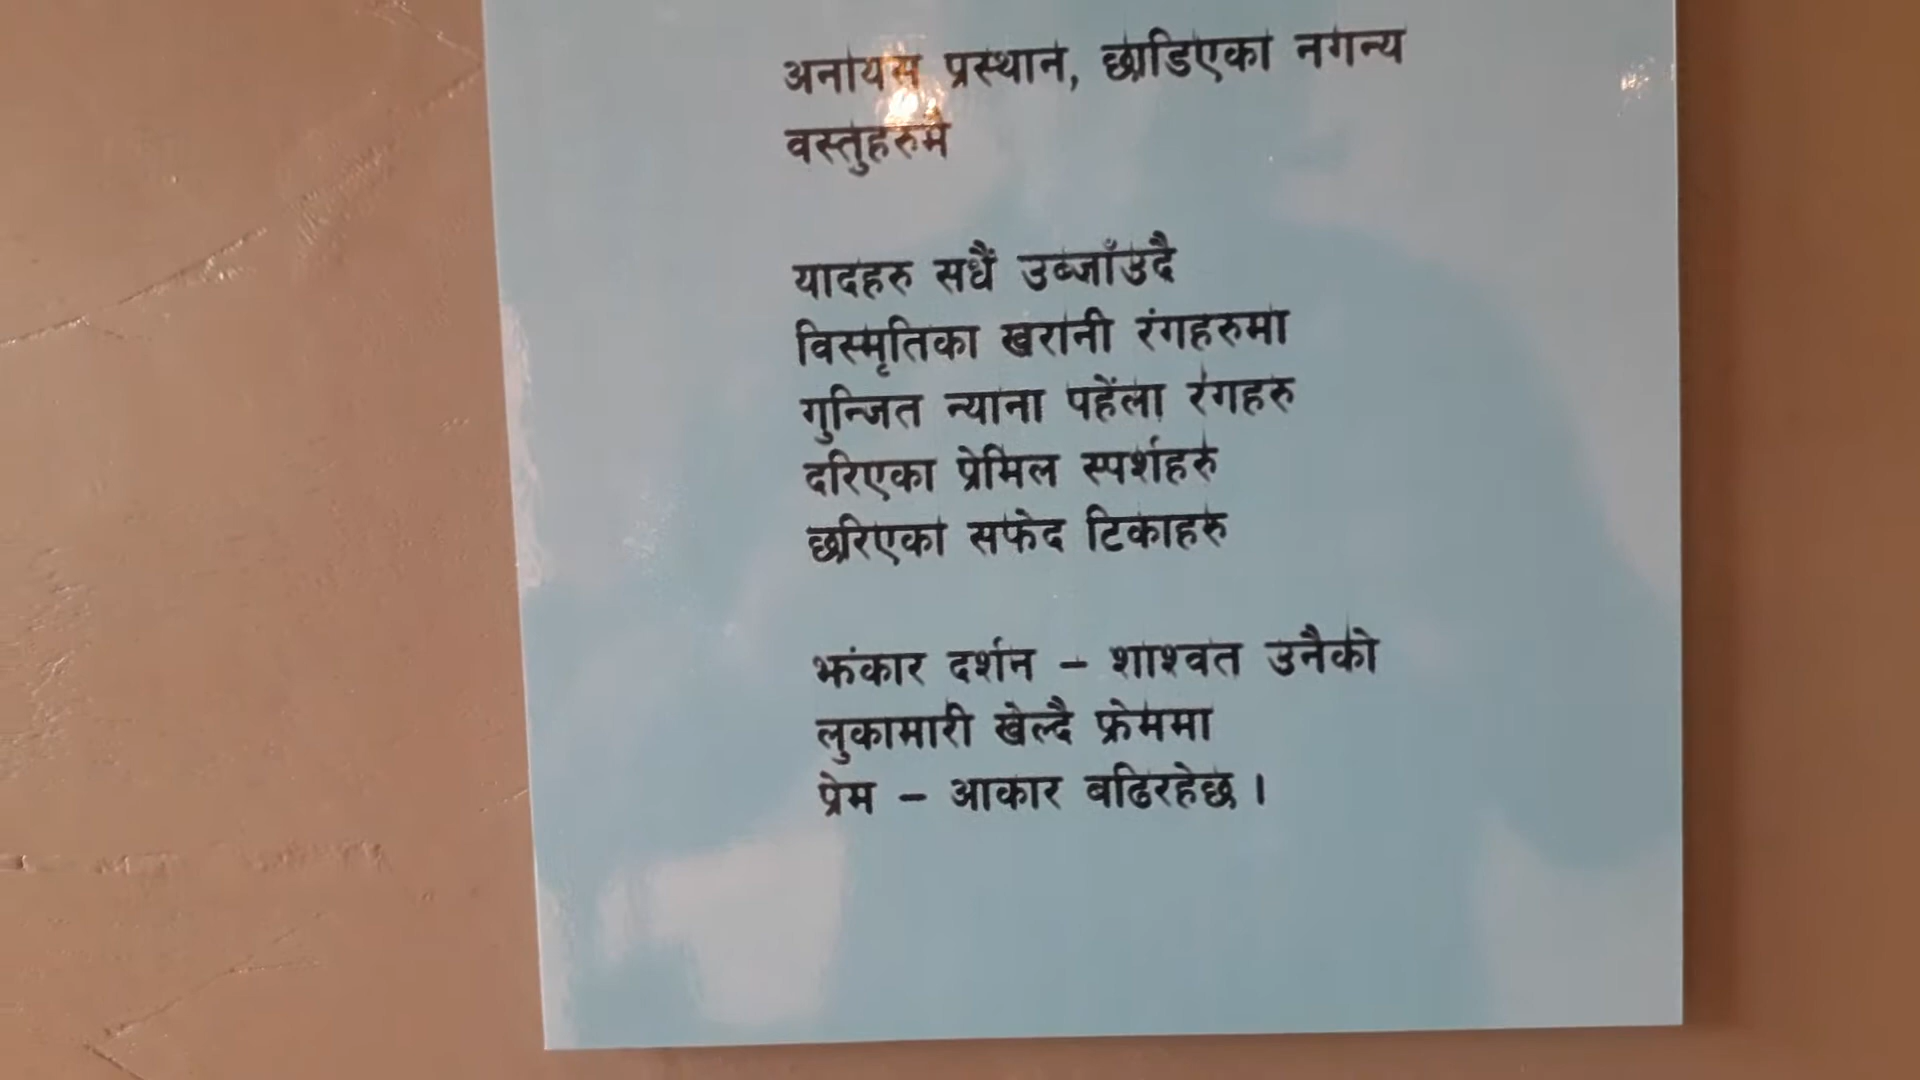 अनायस प्रस्थान, छाडिएका नगन्य
वस्तुहरुमै
यादहरु सधैं उब्जाँउदै
विस्मृतिका खरानी रंगहरुमा
गुन्जित न्याना पहेंला रंगहरु
दरिएका प्रेमिल स्पर्शहरु
छरिएका सफेद टिकाहरु
झंकार दर्शन – शाश्वत उनैको
लुकामारी खेल्दै फ्रेममा
प्रेम – आकार बढिरहेछ ।